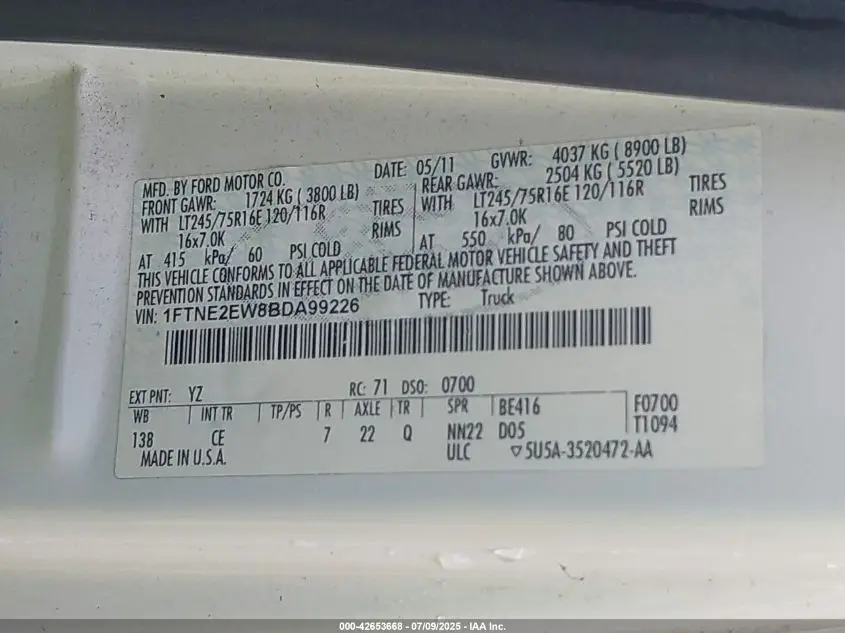 MFD. BY FORD MOTOR CO. DATE: 05/11 GVWR: 4037 KG ( 8900 LB)
FRONT GAWR: 1724 KG ( 3800 LB) REAR GAWR: 2504 KG ( 5520 LB)
WITH LT245/75R16E 120/116R TIRES WITH LT245/75R16E 120/116R TIRES
16x7.0K RIMS 16x7.0K RIMS
AT 415 kPa/ 60 PSI COLD AT 550 kPa/ 80 PSI COLD
THIS VEHICLE CONFORMS TO ALL APPLICABLE FEDERAL MOTOR VEHICLE SAFETY AND THEFT
PREVENTION STANDARDS IN EFFECT ON THE DATE OF MANUFACTURE SHOWN ABOVE.
VIN: 1FTNE2EW8BDA99226 TYPE: Truck
EXT PNT: YZ RC: 71 DSO: 0700
WB INT TR TP/PS R AXLE TR SPR BE416 F0700
138 CE 7 22 Q NN22 D05 T1094
MADE IN U.S.A. ULC ▽5U5A-3520472-AA
000-42653668 - 07/09/2025 - IAA Inc.